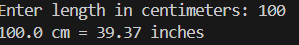 Enter length in centimeters: 100
100.0 cm = 39.37 inches